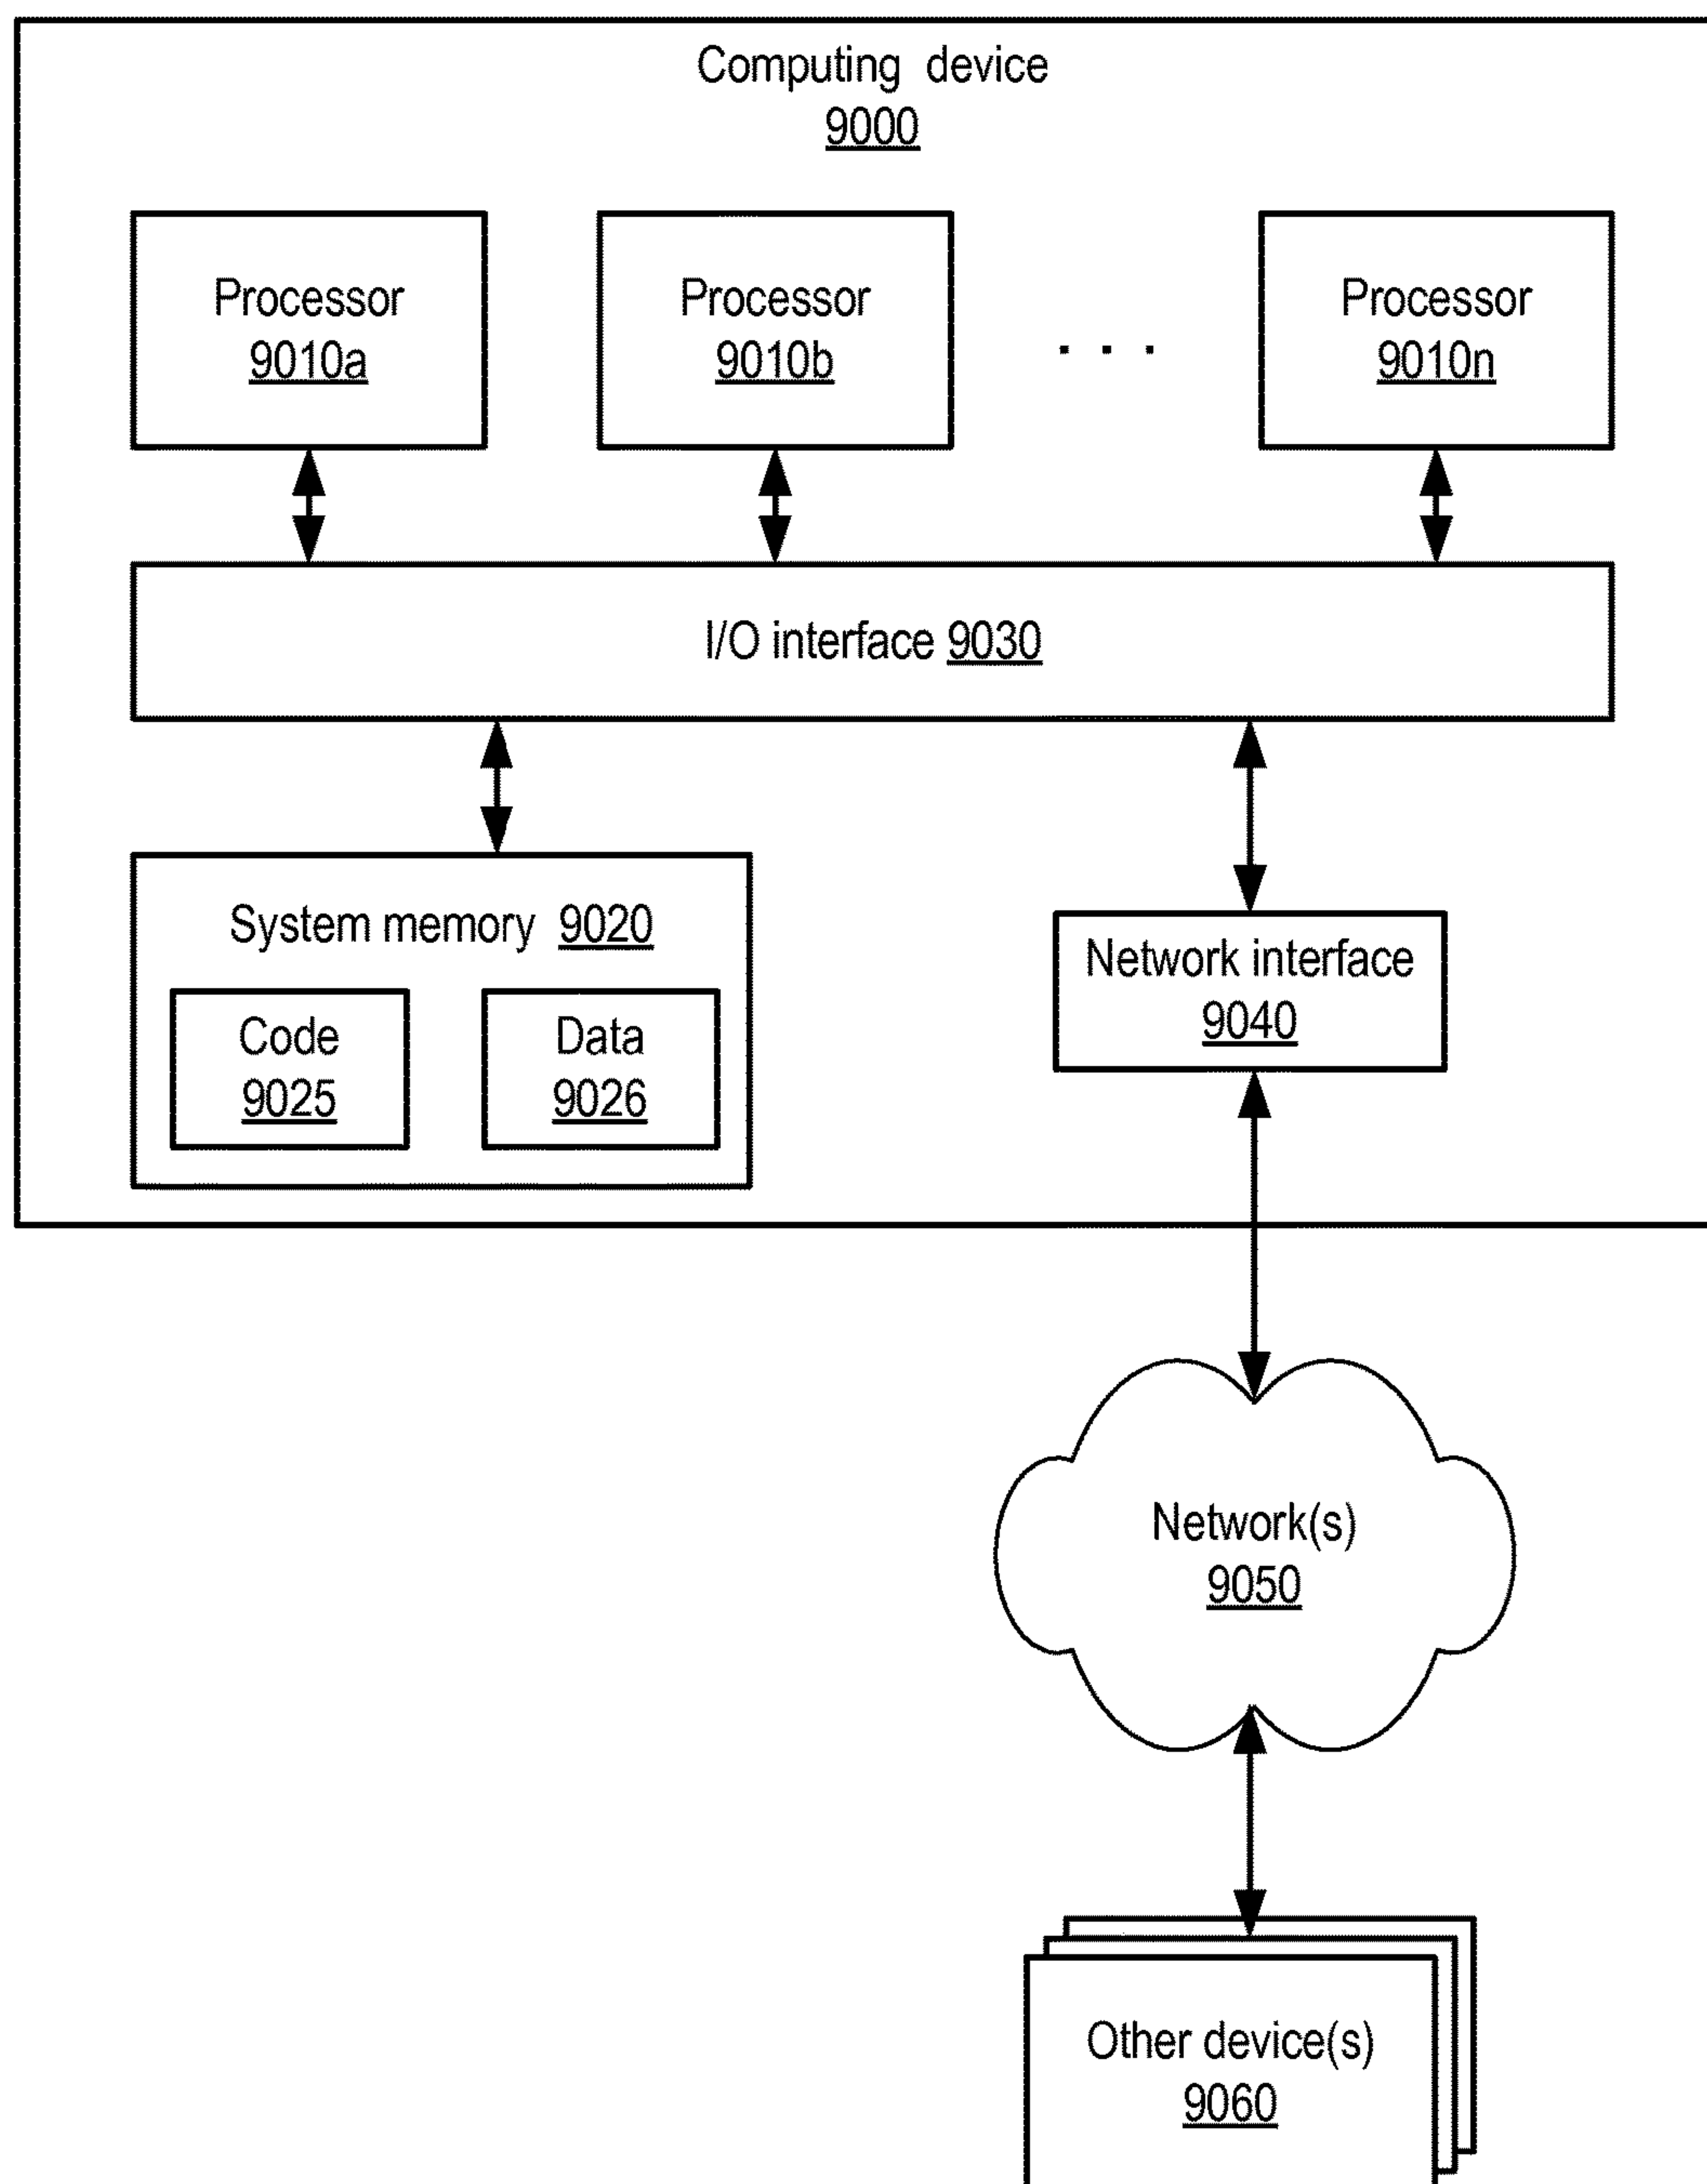 Computing device
9000
Processor
9010a
Processor
9010b
. . .
Processor
9010n
I/O interface 9030
System memory 9020
Code
9025
Data
9026
Network interface
9040
Network(s)
9050
Other device(s)
9060